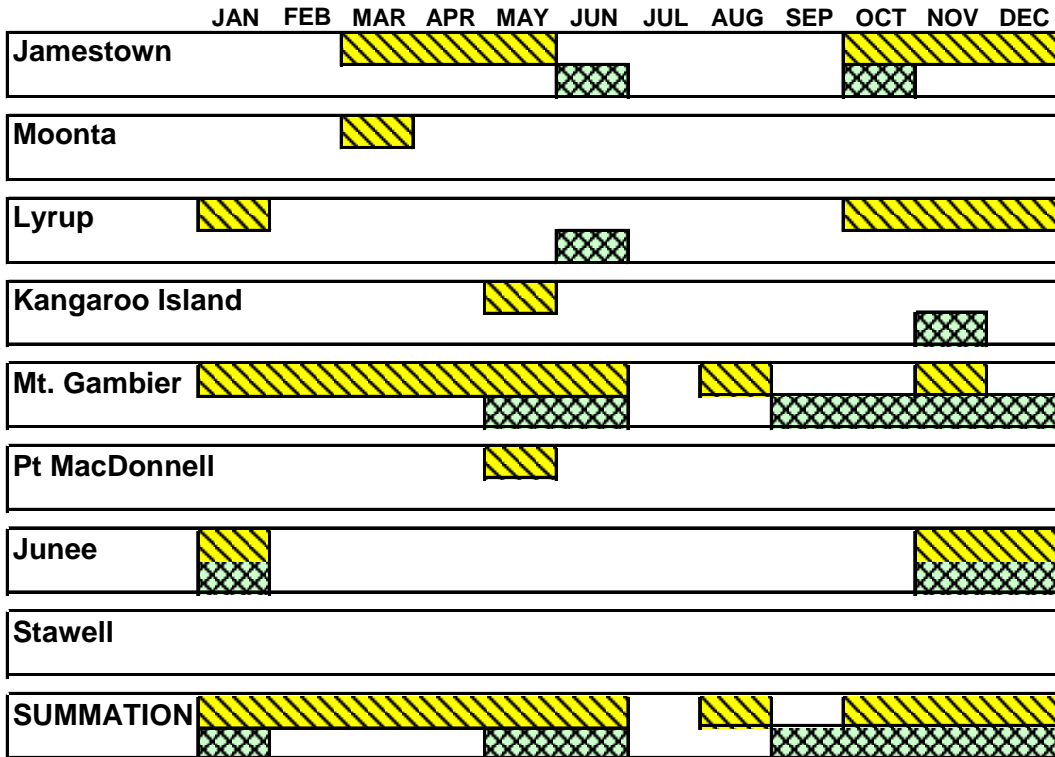 JAN FEB MAR APR MAY JUN JUL AUG SEP OCT NOV DEC
Jamestown
Moonta
Lyrup
Kangaroo Island
Mt. Gambier
Pt MacDonnell
Junee
Stawell
SUMMATION